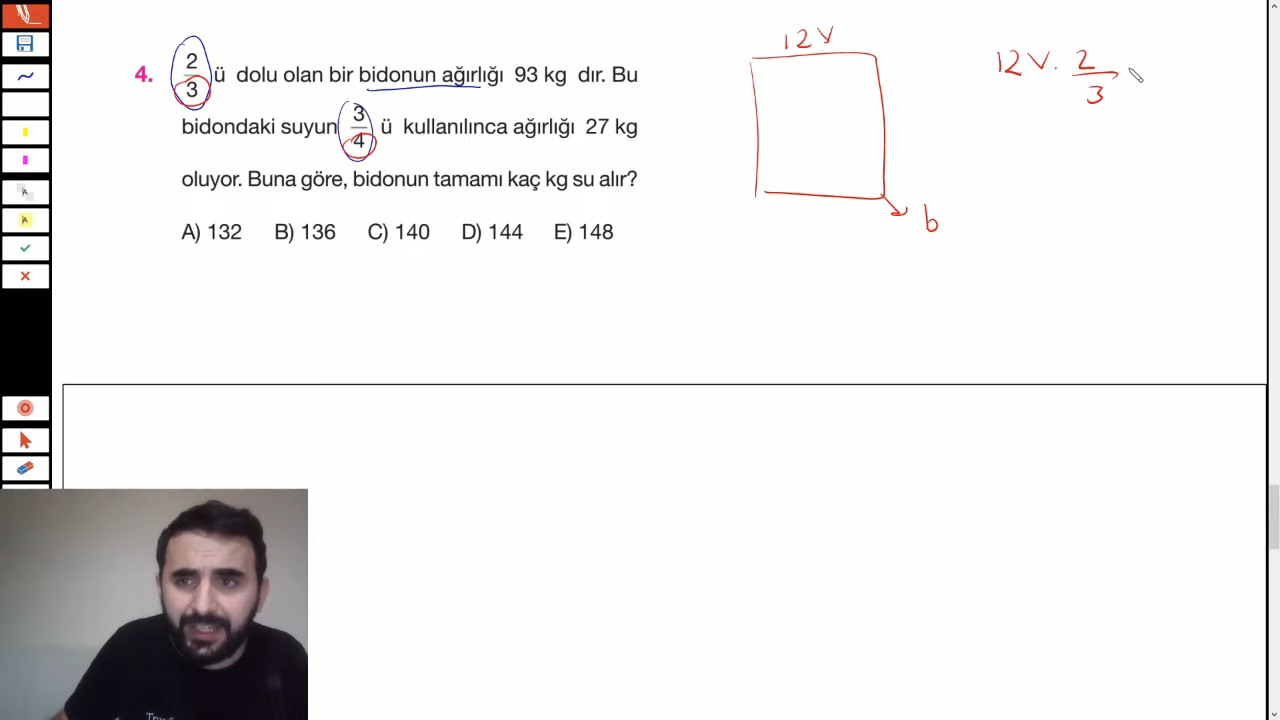 4. 2/3 ü dolu olan bir bidonun ağırlığı 93 kg dır. Bu
bidondaki suyun 3/4 ü kullanılınca ağırlığı 27 kg
oluyor. Buna göre, bidonun tamamı kaç kg su alır?
A) 132 B) 136 C) 140 D) 144 E) 148
12V
b
12V. 2/3
A
A